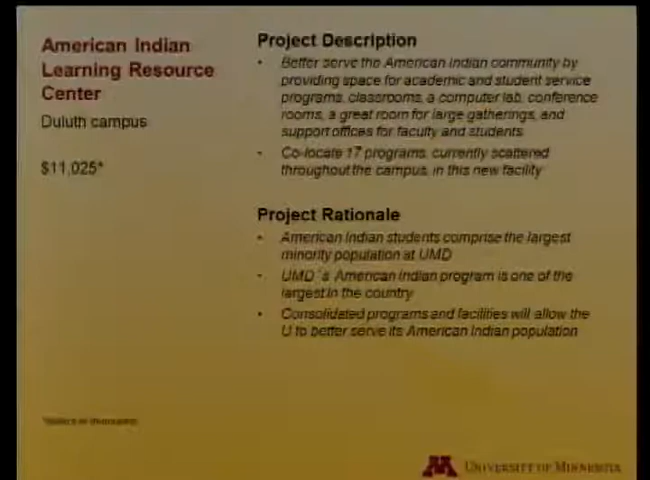 American Indian
Learning Resource
Center
Duluth campus
$11,025*
Project Description
• Better serve the American Indian community by
providing space for academic and student service
programs, classrooms, a computer lab, conference
rooms, a great room for large gatherings, and
support offices for faculty and students
• Co-locate 17 programs, currently scattered
throughout the campus, in this new facility
Project Rationale
• American Indian students comprise the largest
minority population at UMD
• UMD´s American Indian program is one of the
largest in the country
• Consolidated programs and facilities will allow the
U to better serve its American Indian population
*dollars in thousands
M UNIVERSITY OF MINNESOTA